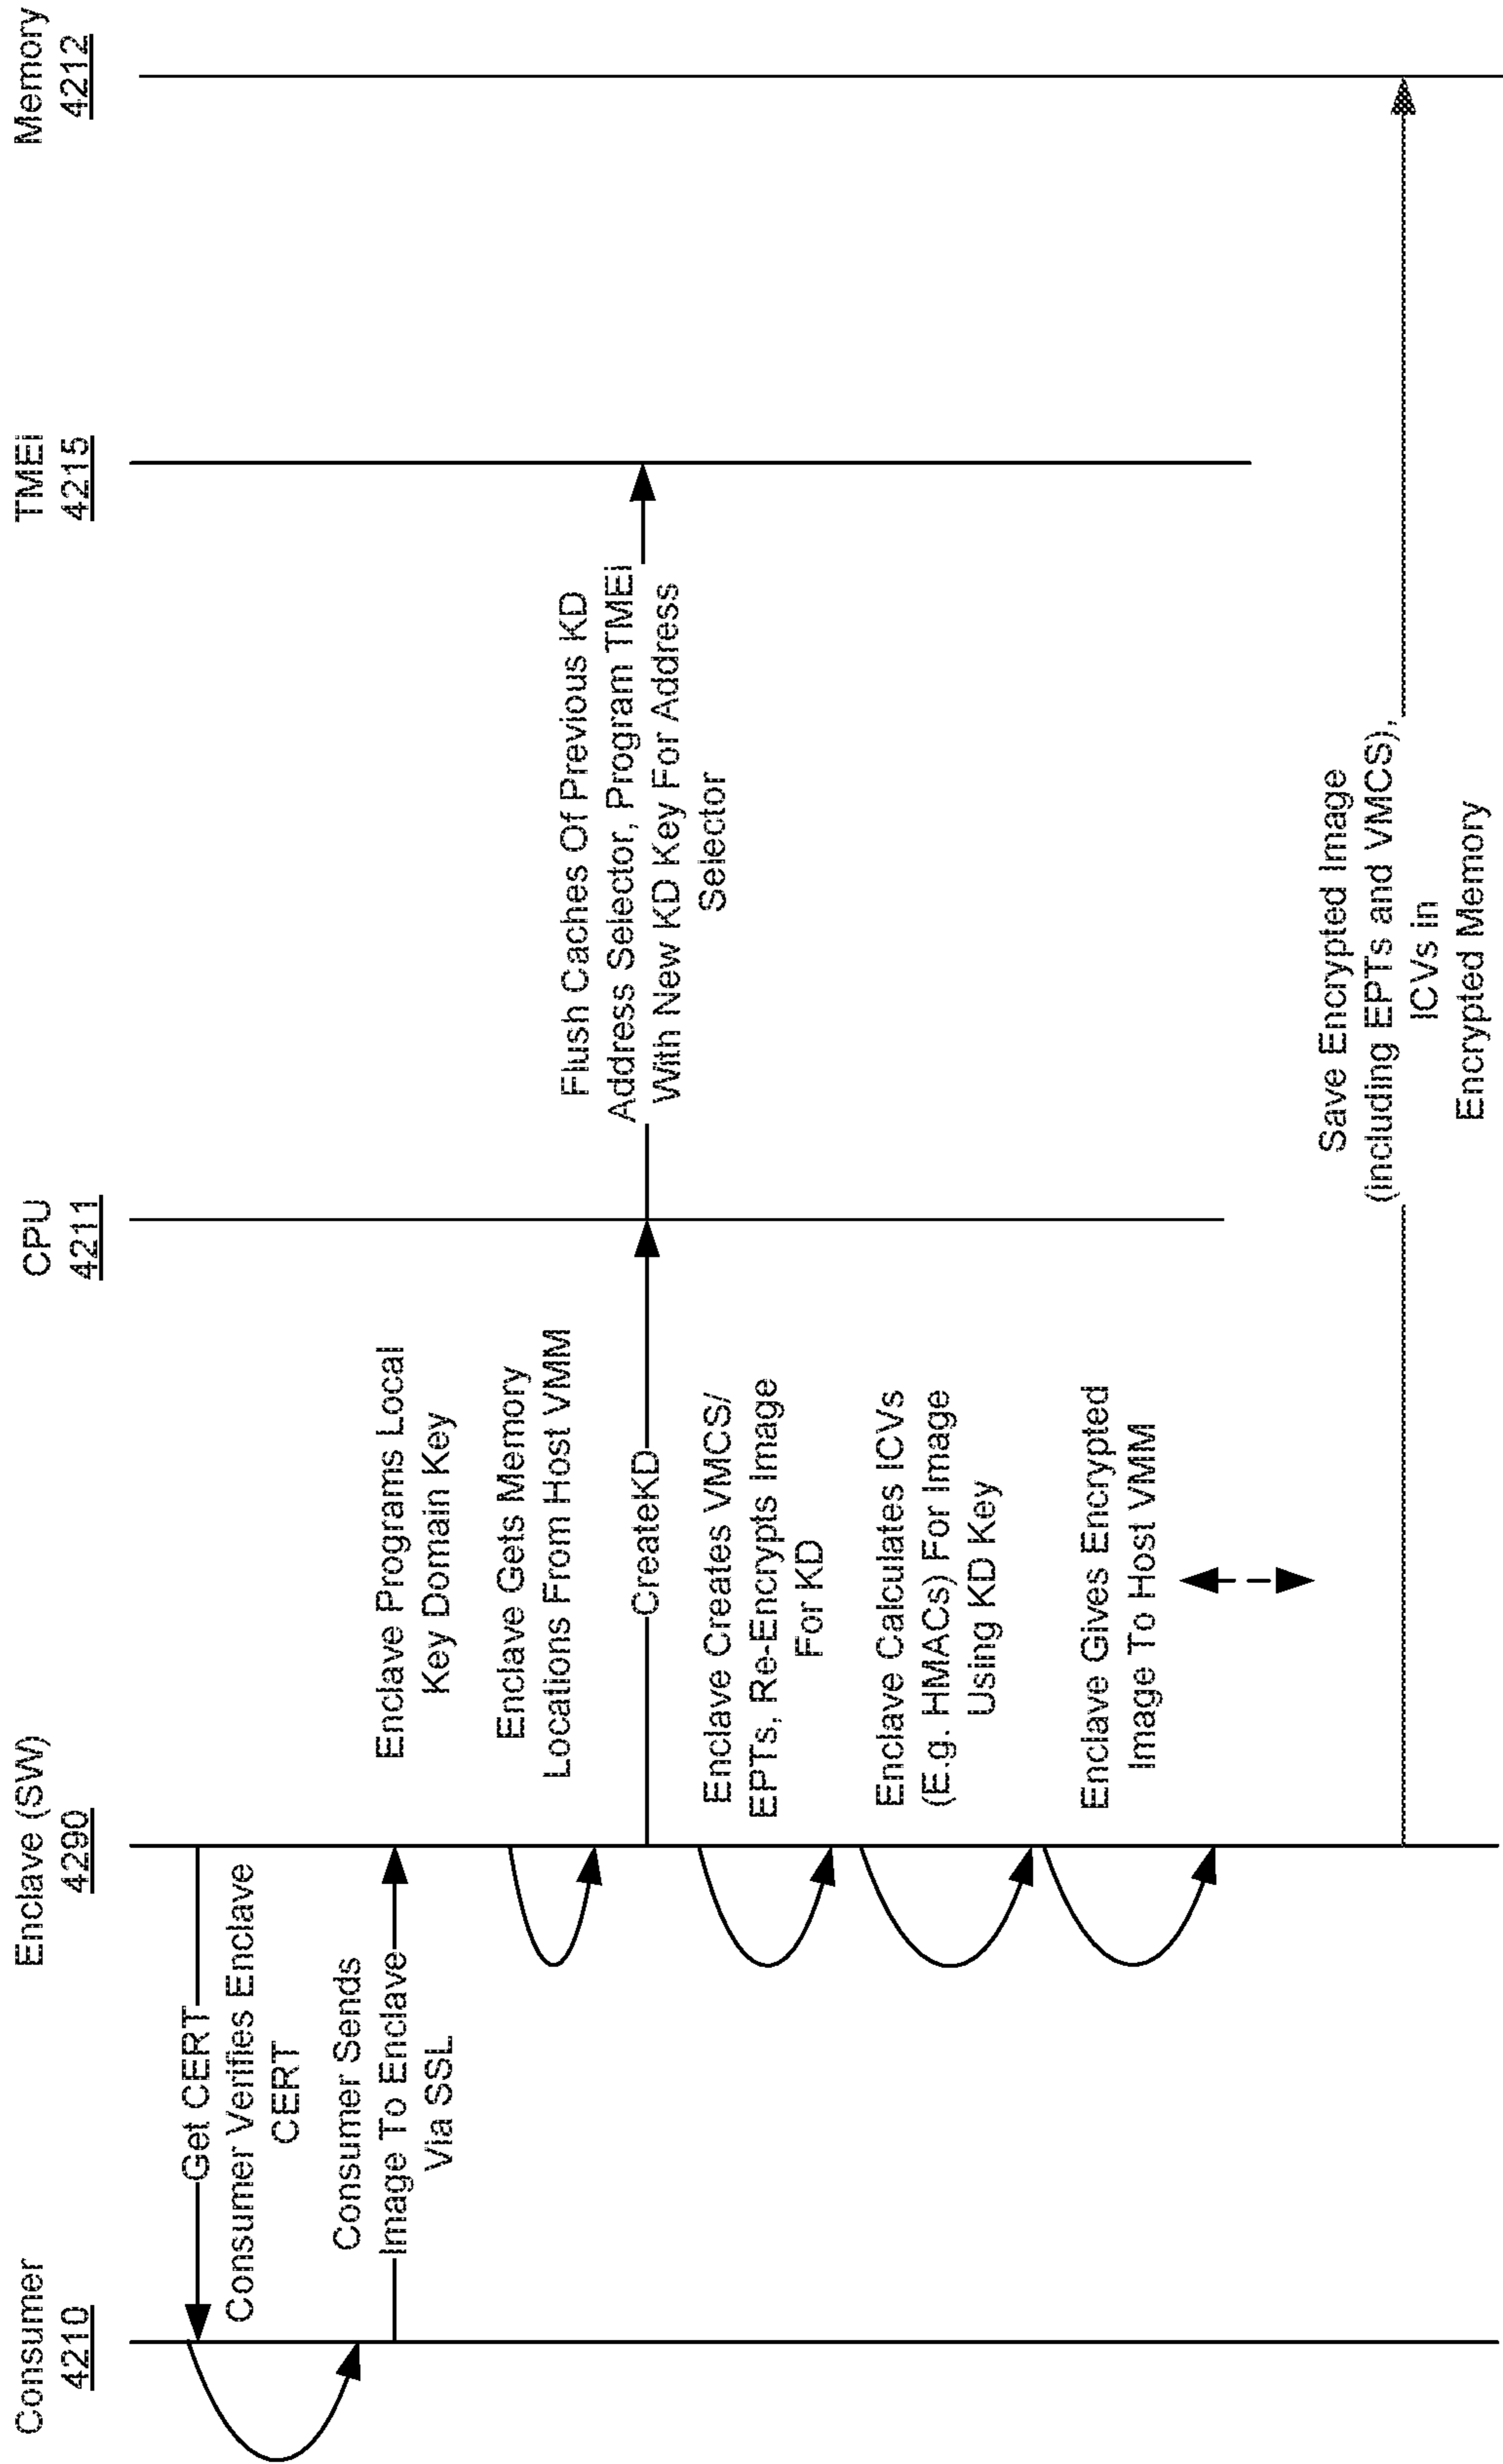 Consumer
4210
Enclave (SW)
4290
CPU
4211
TMEi
4215
Memory
4212
Get CERT
Consumer Verifies Enclave
CERT
Consumer Sends
Image To Enclave
Via SSL
Enclave Programs Local
Key Domain Key
Enclave Gets Memory
Locations From Host VMM
CreateKD
Flush Caches Of Previous KD
Address Selector, Program TMEi
With New KD Key For Address
Selector
Enclave Creates VMCS/
EPTs, Re-Encrypts Image
For KD
Enclave Calculates ICVs
(E.g. HMACs) For Image
Using KD Key
Enclave Gives Encrypted
Image To Host VMM
Save Encrypted Image
(including EPTs and VMCS),
ICVs in
Encrypted Memory